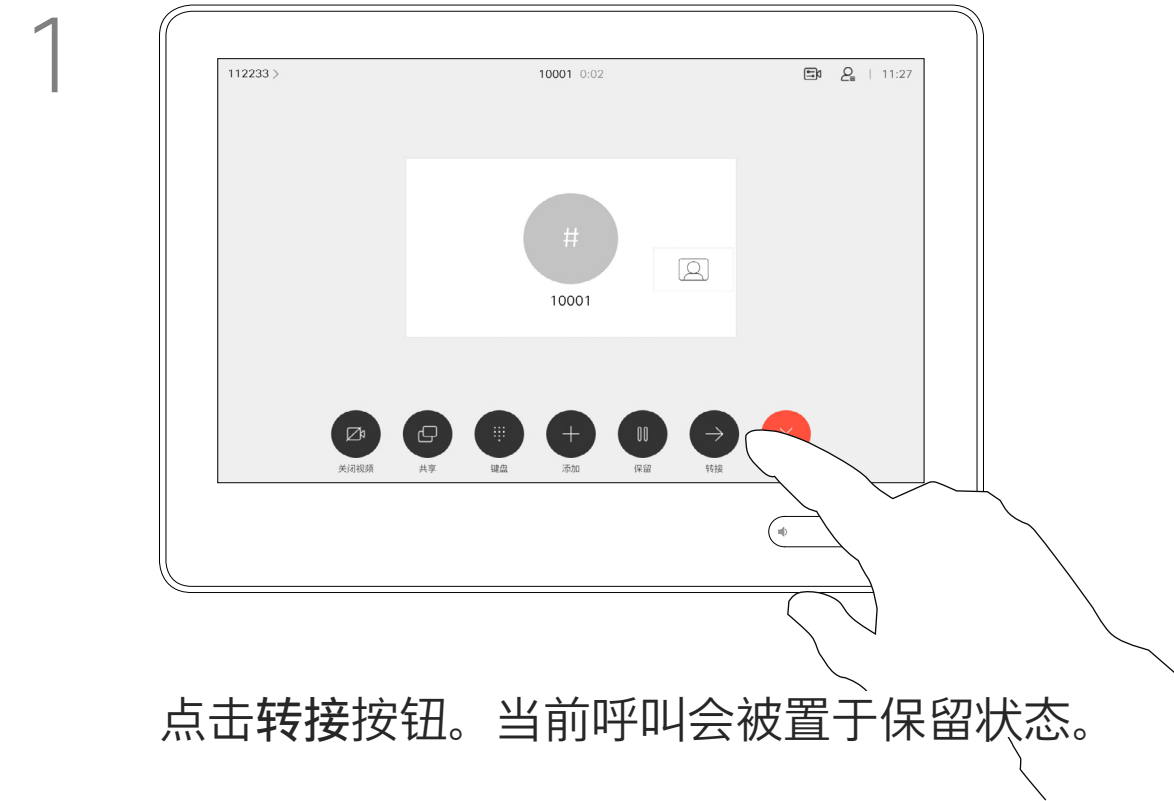 1
112233 >
10001 0:02
| 11:27
#
10001
关闭视频
共享
键盘
添加
保留
转接
点击转接按钮。当前呼叫会被置于保留状态。